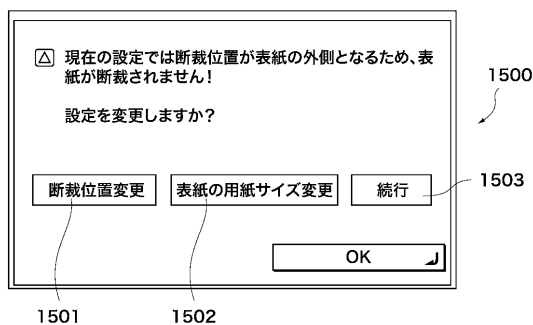 現在の設定では断裁位置が表紙の外側となるため、表
紙が断裁されません!
設定を変更しますか?
1500
断裁位置変更
表紙の用紙サイズ変更
続行
1503
OK
1501
1502